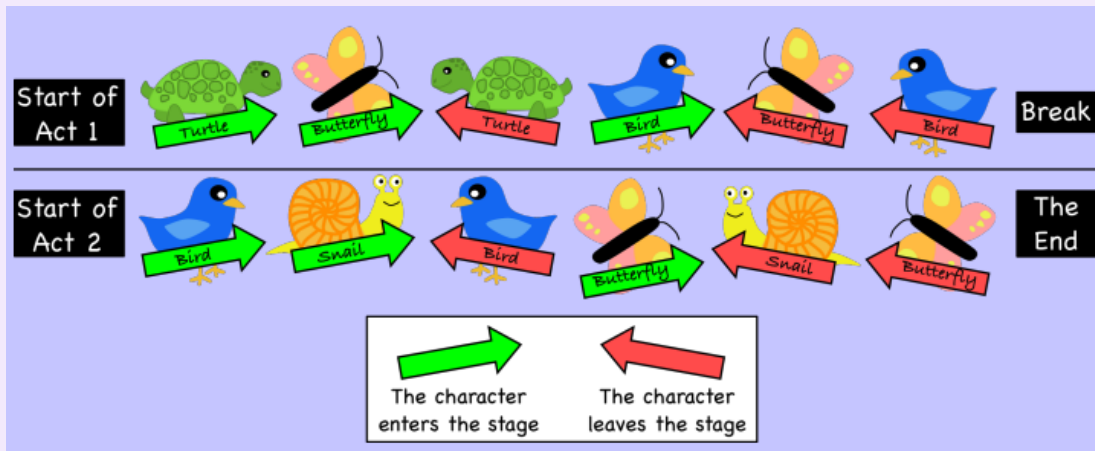 Start of
Act 1
Turtle
Butterfly
Turtle
Bird
Butterfly
Bird
Break
Start of
Act 2
Bird
Snail
Bird
Butterfly
Snail
Butterfly
The
End
The character
enters the stage
The character
leaves the stage